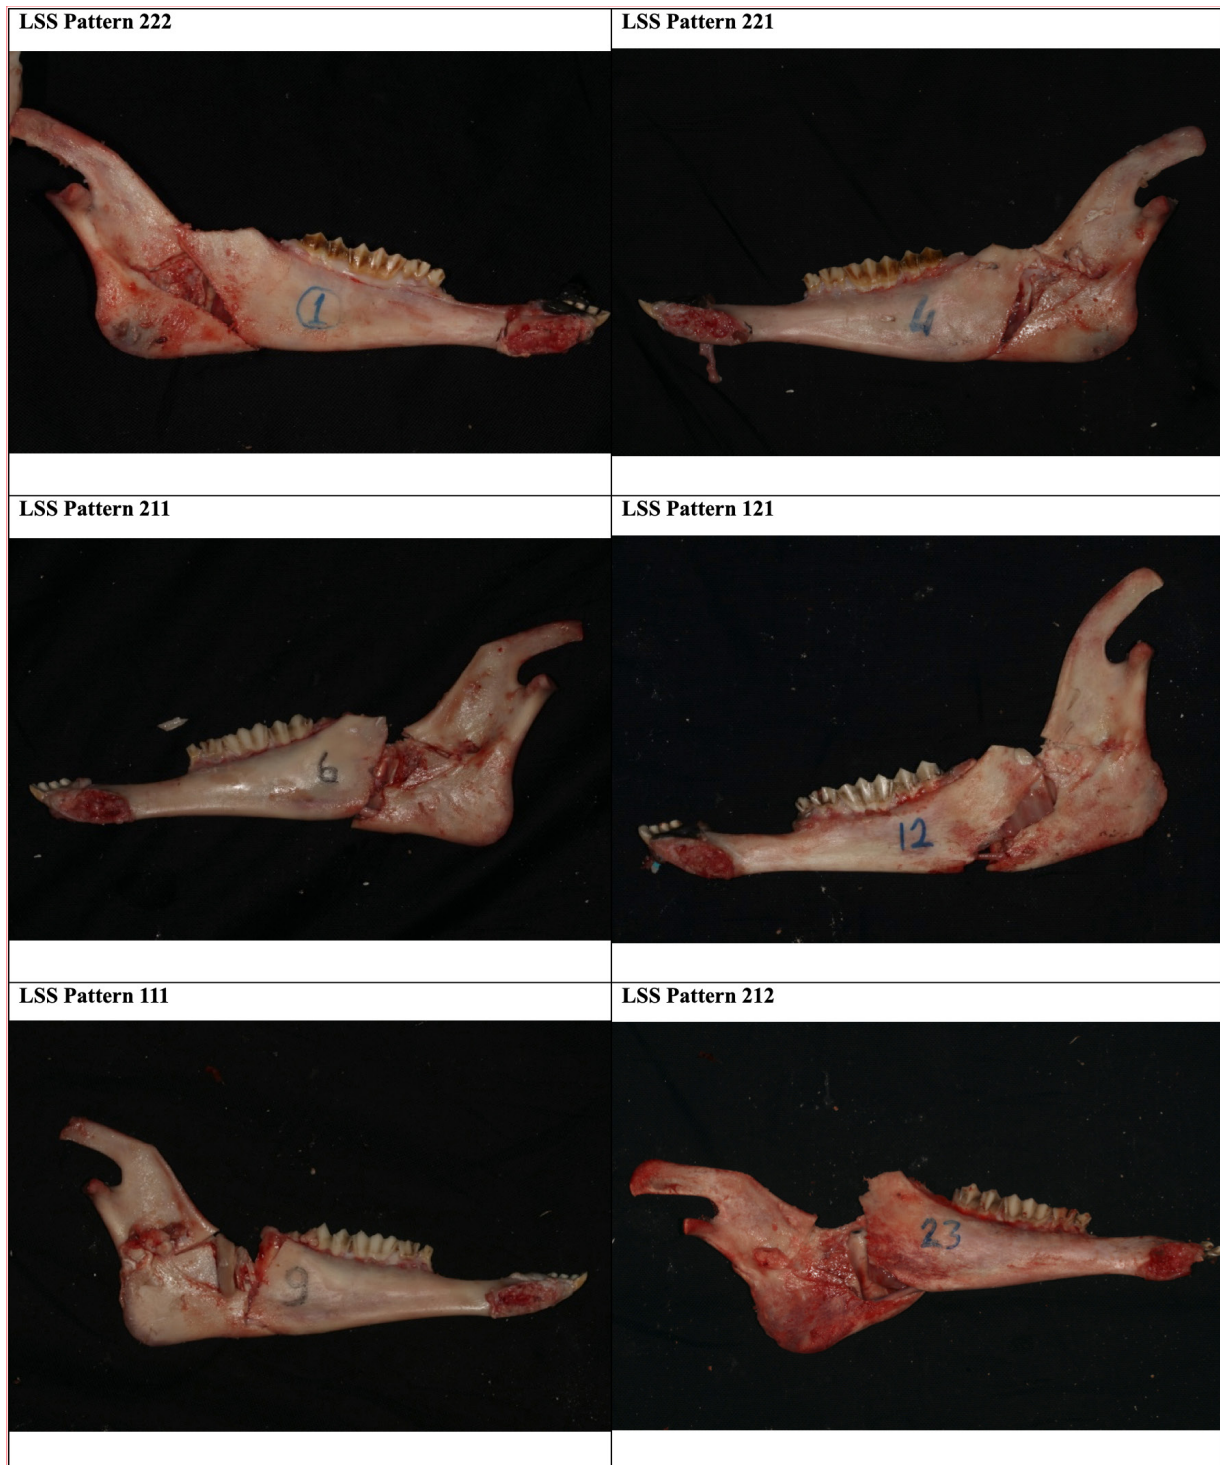 LSS Pattern 222
LSS Pattern 221
1
4
LSS Pattern 211
LSS Pattern 121
6
12
LSS Pattern 111
LSS Pattern 212
9
23